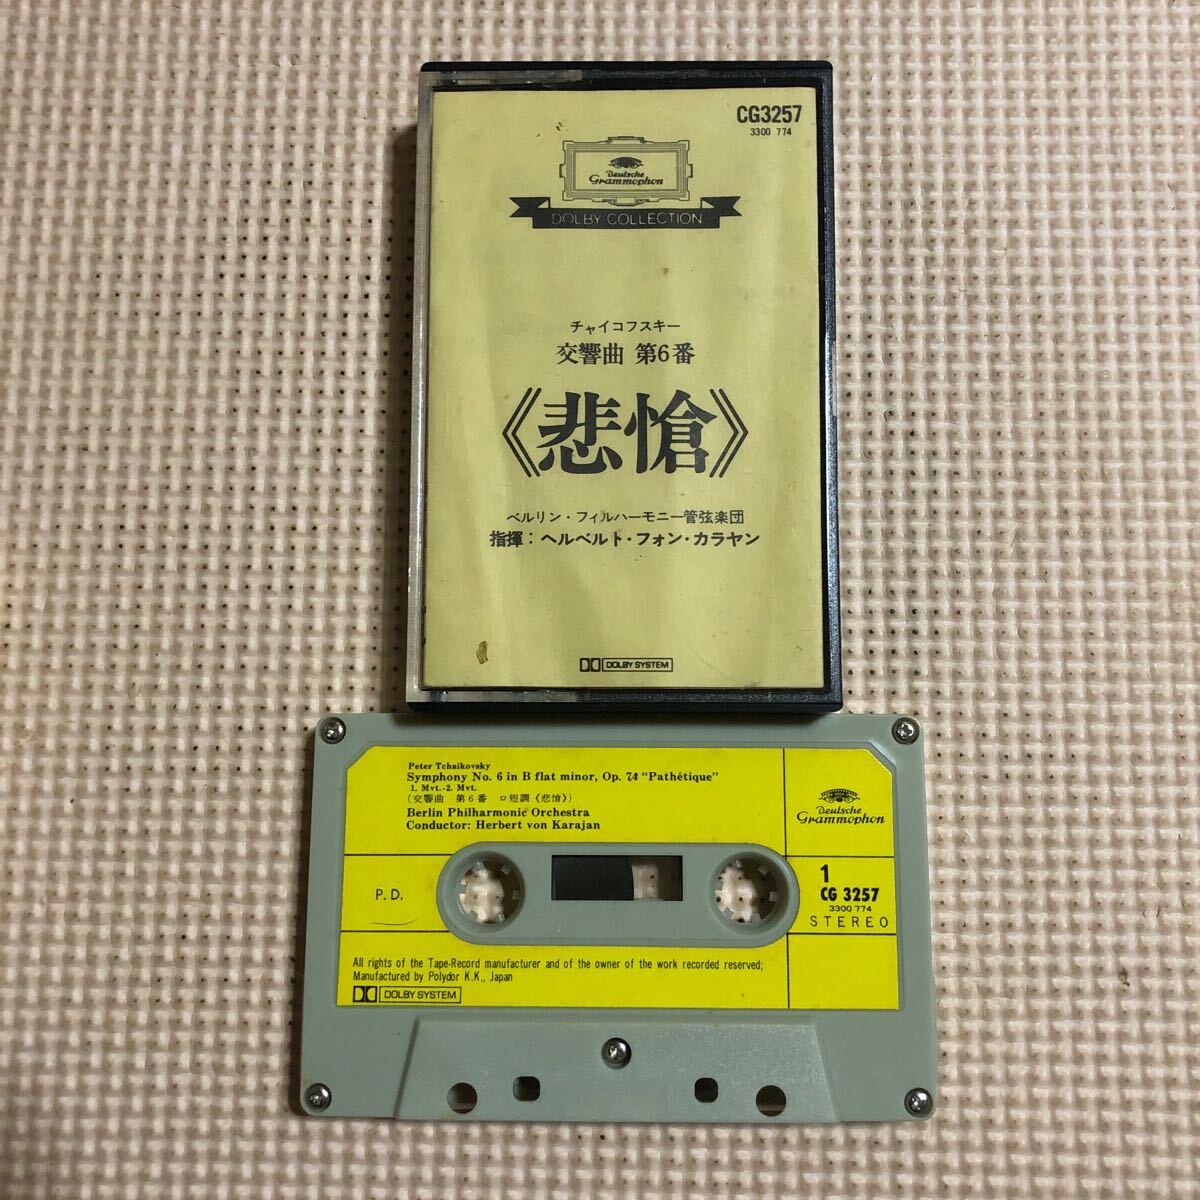 CG3257
3300 774
Deutsche
Grammophon
DOLBY COLLECTION
チャイコフスキー
交響曲 第6番
《悲愴》
ベルリン・フィルハーモニー管弦楽団
指揮：ヘルベルト・フォン・カラヤン
DOLBY SYSTEM
Peter Tchaikovsky
Symphony No. 6 in B flat minor, Op. 74 "Pathétique"
1. Mvt.-2. Mvt.
(交響曲 第6番 ロ短調《悲愴》)
Berlin Philharmonic Orchestra
Conductor: Herbert von Karajan
Deutsche
Grammophon
P.D.
1
CG 3257
3300 774
STEREO
All rights of the Tape-Record manufacturer and of the owner of the work recorded reserved;
Manufactured by Polydor K.K., Japan
DOLBY SYSTEM